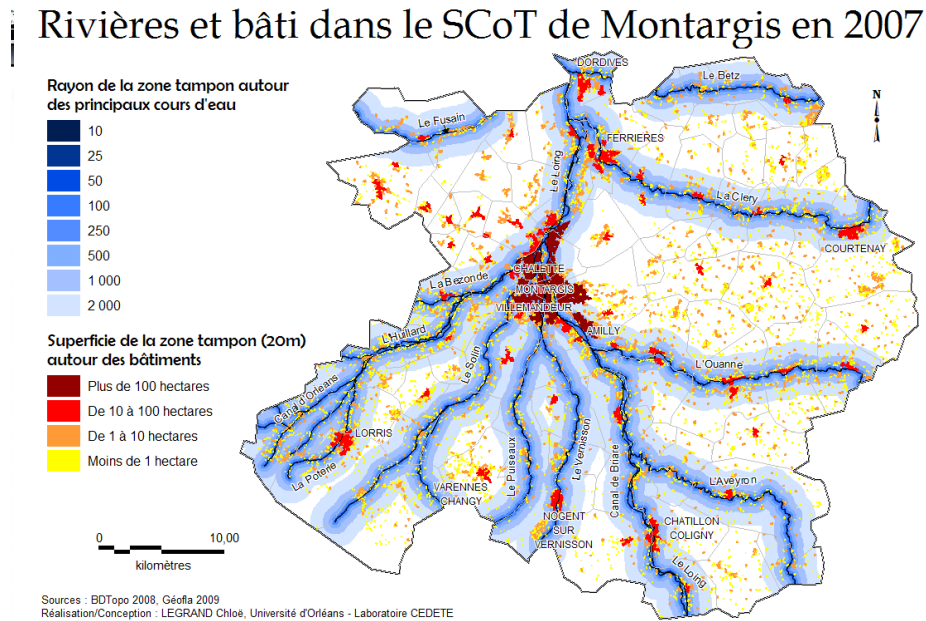 Rivières et bâti dans le SCoT de Montargis en 2007
Rayon de la zone tampon autour
des principaux cours d'eau
10
25
50
100
250
500
1 000
2 000
Superficie de la zone tampon (20m)
autour des bâtiments
Plus de 100 hectares
De 10 à 100 hectares
De 1 à 10 hectares
Moins de 1 hectare
0 10,00
kilomètres
Sources : BDTopo 2008, Géofla 2009
Réalisation/Conception : LEGRAND Chloë, Université d'Orléans - Laboratoire CEDETE
N
DORDIVES
Le Betz
Le Fusain
FERRIÈRES
Le Loing
La Clery
COURTENAY
CHALETTE
La Bezonde
MONTARGIS
VILLEMANDEUR
AMILLY
L'Huillard
Le Solin
L'Ouanne
Canal d'Orléans
LORRIS
La Poterie
Le Puiseaux
Le Vernisson
Canal de Briare
VARENNES
CHANGY
L'Aveyron
NOGENT
SUR
VERNISSON
CHATILLON
COLIGNY
Le Loing